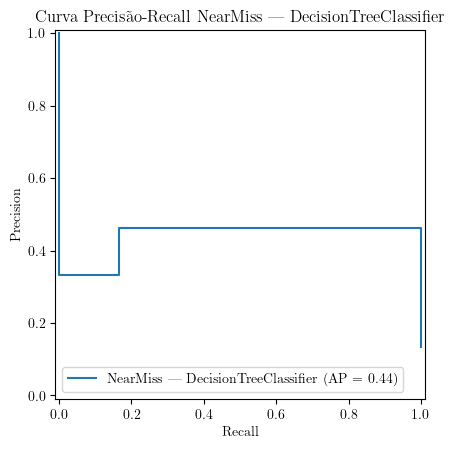 Curva Precisão-Recall NearMiss — DecisionTreeClassifier
1.0
0.8
0.6
0.4
0.2
0.0
Precision
NearMiss — DecisionTreeClassifier (AP = 0.44)
0.0 0.2 0.4 0.6 0.8 1.0
Recall